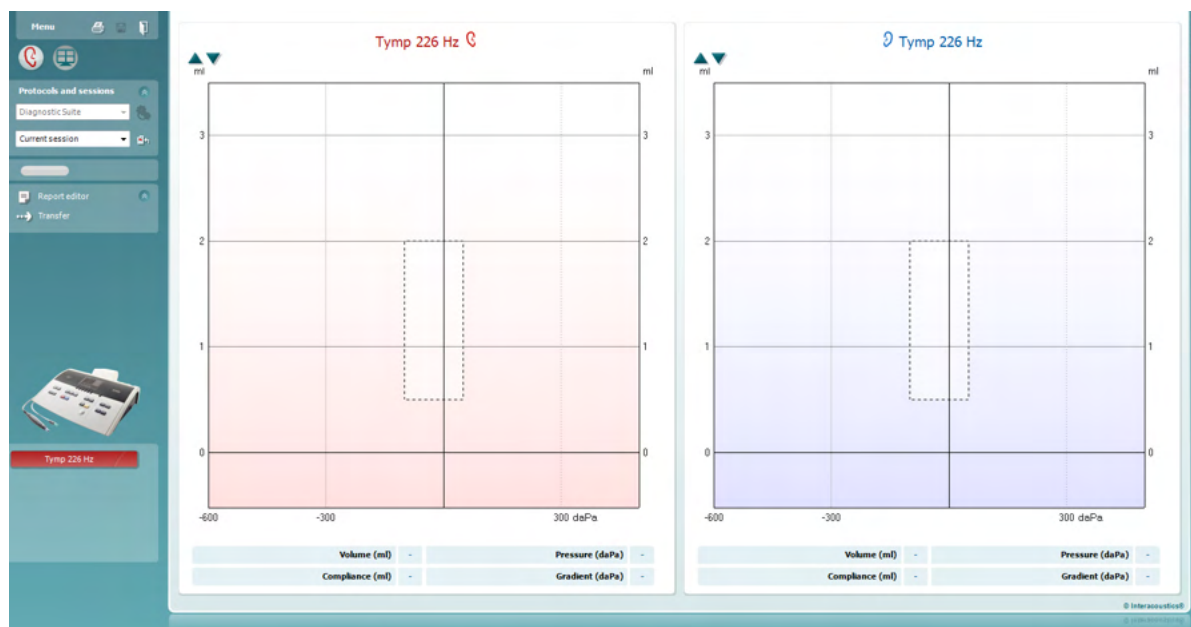 Menu
Protocols and sessions
Diagnostic Suite
Current session
Report editor
Transfer
Tymp 226 Hz
Tymp 226 Hz
ml
ml
3
3
2
2
1
1
0
0
-600
-300
300 daPa
Volume (ml) -
Pressure (daPa) -
Compliance (ml) -
Gradient (daPa) -
Tymp 226 Hz
ml
ml
3
3
2
2
1
1
0
0
-600
-300
300 daPa
Volume (ml) -
Pressure (daPa) -
Compliance (ml) -
Gradient (daPa) -
© Interacoustics®